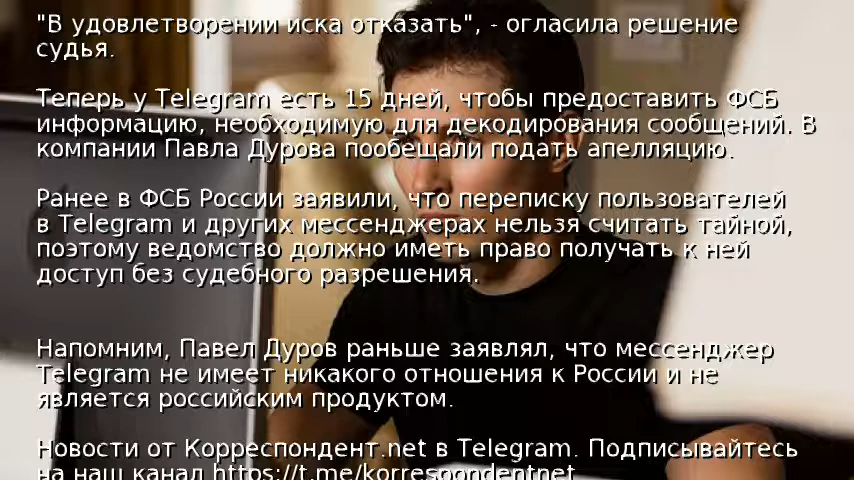 "В удовлетворении иска отказать", - огласила решение
судья.
Теперь у Telegram есть 15 дней, чтобы предоставить ФСБ
информацию, необходимую для декодирования сообщений. В
компании Павла Дурова пообещали подать апелляцию.
Ранее в ФСБ России заявили, что переписку пользователей
в Telegram и других мессенджерах нельзя считать тайной,
поэтому ведомство должно иметь право получать к ней
доступ без судебного разрешения.
Напомним, Павел Дуров раньше заявлял, что мессенджер
Telegram не имеет никакого отношения к России и не
является российским продуктом.
Новости от Корреспондент.net в Telegram. Подписывайтесь
на наш канал https://t.me/korrespondentnet